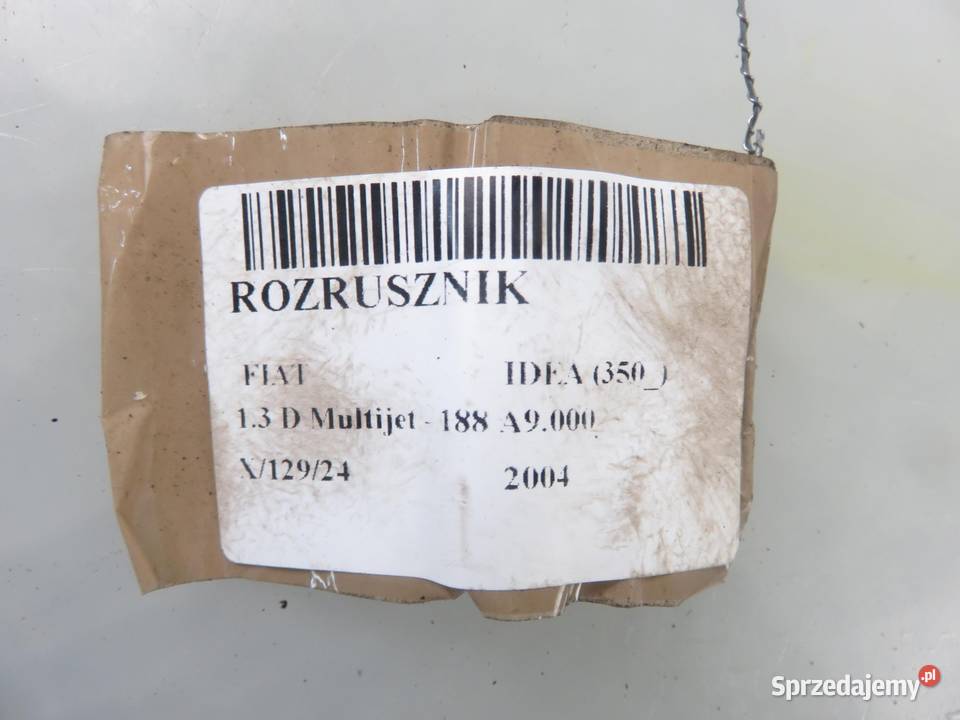 ROZRUSZNIK
FIAT IDEA (350_)
1.3 D Multijet - 188 A9.000
X/129/24 2004
Sprzedajemy.pl